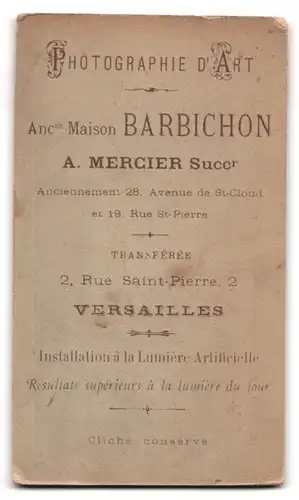 PHOTOGRAPHIE D'ART
Ancne Maison BARBICHON
A. MERCIER Succr
Anciennement 28, Avenue de St-Cloud
et 19, Rue St-Pierre
TRANSFÉRÉE
2, Rue Saint-Pierre, 2
VERSAILLES
Installation à la Lumière Artificielle
Résultats supérieurs à la lumière du Jour
Cliché conservé